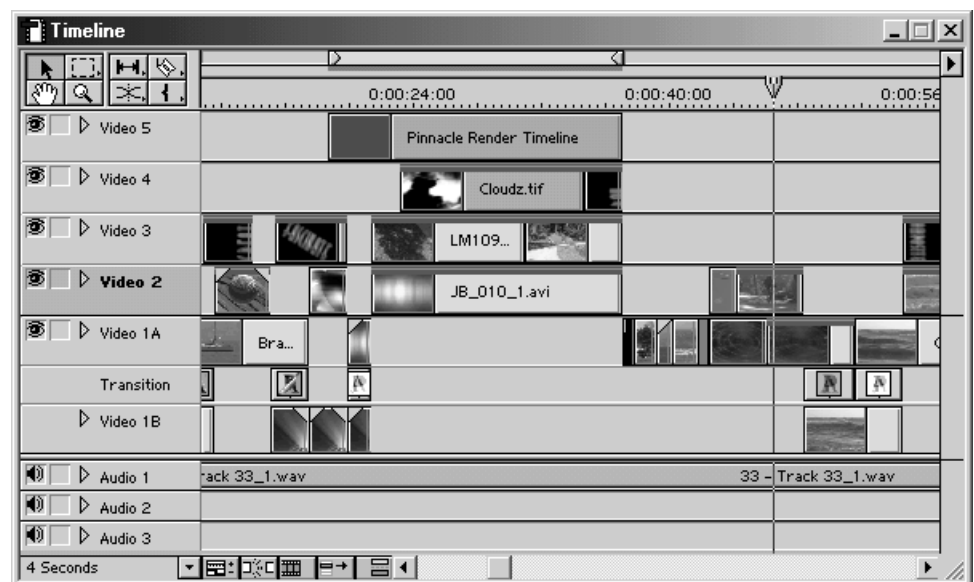 Timeline
0:00:24:00 0:00:40:00 0:00:56
Video 5
Pinnacle Render Timeline
Video 4
Cloudz.tif
Video 3
LM109...
Video 2
JB_010_1.avi
Video 1A
Bra...
Transition
Video 1B
Audio 1
rack 33_1.wav 33 - Track 33_1.wav
Audio 2
Audio 3
4 Seconds